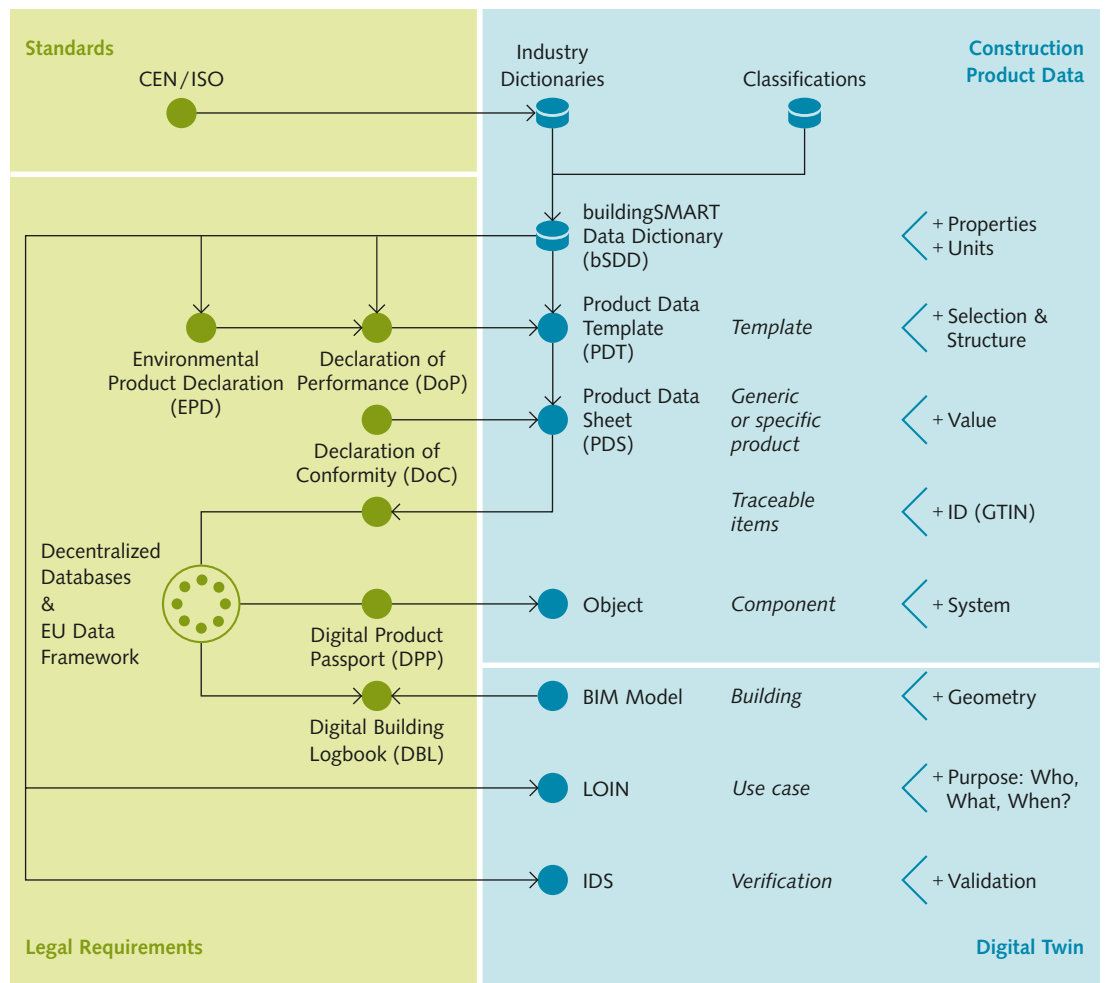 Standards
CEN/ISO
Industry
Dictionaries
Classifications
Construction
Product Data
buildingSMART
Data Dictionary
(bSDD)
+ Properties
+ Units
Environmental
Product Declaration
(EPD)
Declaration of
Performance (DoP)
Product Data
Template
(PDT)
Template
+ Selection &
Structure
Declaration of
Conformity (DoC)
Product Data
Sheet
(PDS)
Generic
or specific
product
+ Value
Traceable
items
+ ID (GTIN)
Decentralized
Databases
&
EU Data
Framework
Digital Product
Passport (DPP)
Object
Component
+ System
Digital Building
Logbook (DBL)
BIM Model
Building
+ Geometry
LOIN
Use case
+ Purpose: Who,
What, When?
IDS
Verification
+ Validation
Legal Requirements
Digital Twin